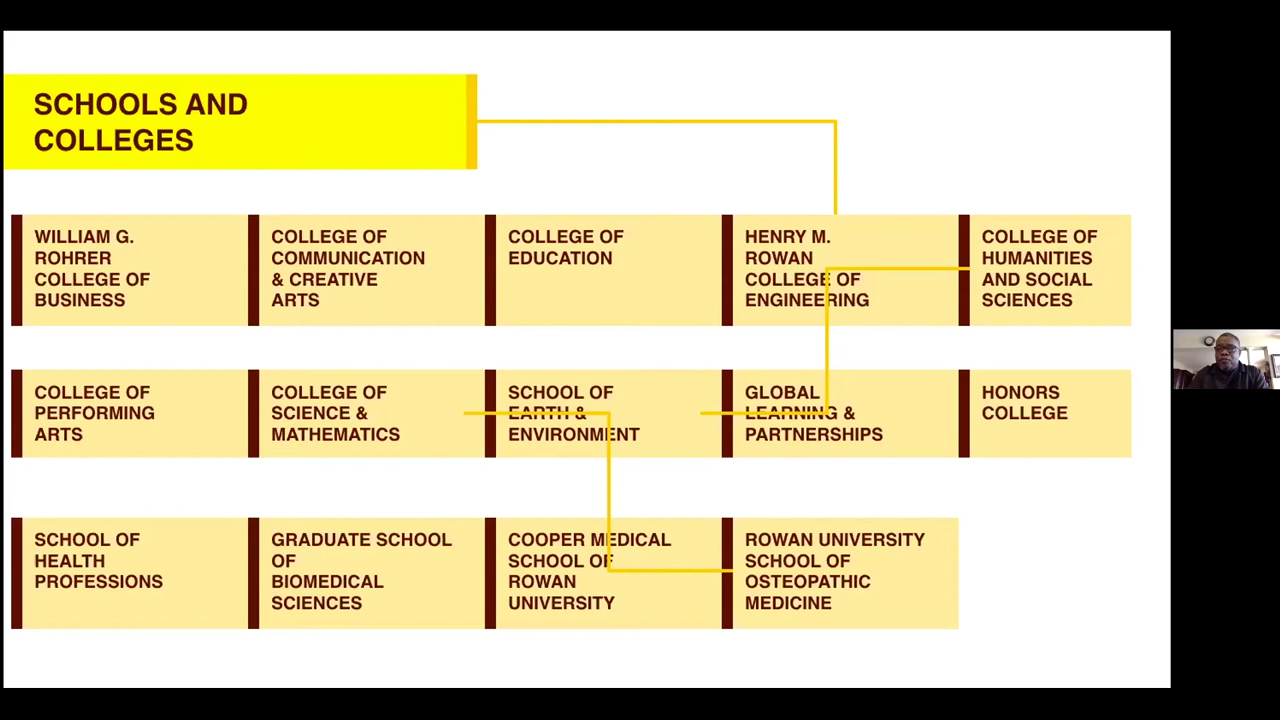 SCHOOLS AND
COLLEGES
WILLIAM G.
ROHRER
COLLEGE OF
BUSINESS
COLLEGE OF
COMMUNICATION
& CREATIVE
ARTS
COLLEGE OF
EDUCATION
HENRY M.
ROWAN
COLLEGE OF
ENGINEERING
COLLEGE OF
HUMANITIES
AND SOCIAL
SCIENCES
COLLEGE OF
PERFORMING
ARTS
COLLEGE OF
SCIENCE &
MATHEMATICS
SCHOOL OF
EARTH &
ENVIRONMENT
GLOBAL
LEARNING &
PARTNERSHIPS
HONORS
COLLEGE
SCHOOL OF
HEALTH
PROFESSIONS
GRADUATE SCHOOL
OF
BIOMEDICAL
SCIENCES
COOPER MEDICAL
SCHOOL OF
ROWAN
UNIVERSITY
ROWAN UNIVERSITY
SCHOOL OF
OSTEOPATHIC
MEDICINE